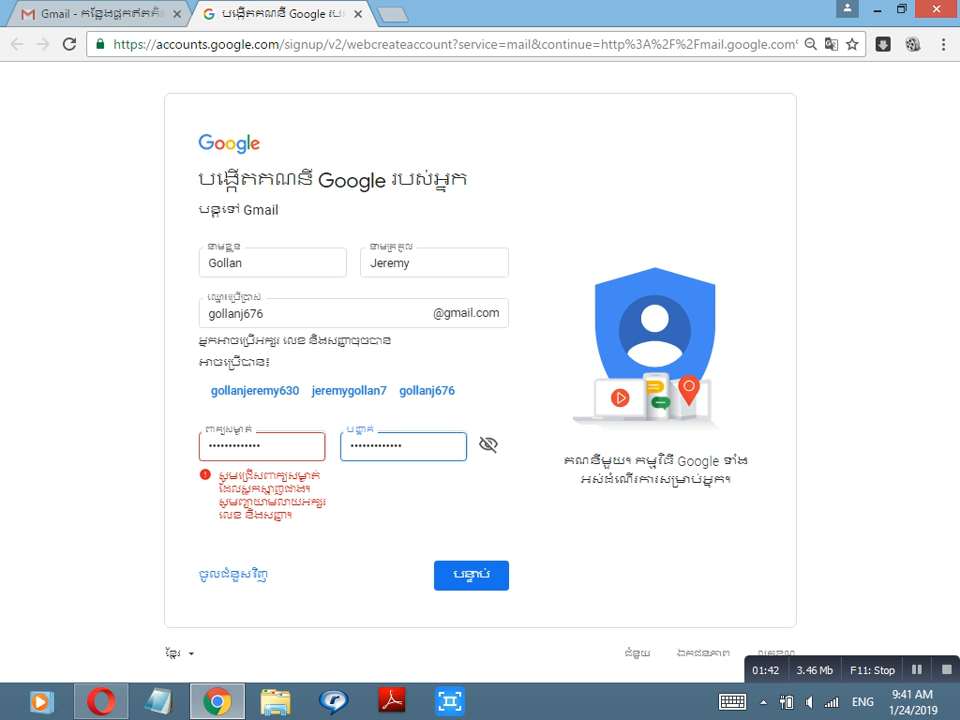 Gmail - កន្លែងផ្ទុកឥតគិត
បង្កើតគណនី Google រប
https://accounts.google.com/signup/v2/webcreateaccount?service=mail&continue=http%3A%2F%2Fmail.google.com%
Google
បង្កើតគណនី Google របស់អ្នក
បន្តទៅ Gmail
នាមខ្លួន
នាមត្រកូល
Gollan
Jeremy
ឈ្មោះប្រើប្រាស់
gollanj676
@gmail.com
អ្នកអាចប្រើអក្សរ លេខ និងសញ្ញាចុចបាន
អាចប្រើបាន៖
gollanjeremy630 jeremygollan7 gollanj676
ពាក្យសម្ងាត់
បញ្ជាក់
សូមជ្រើសពាក្យសម្ងាត់
ដែលស្មុគស្មាញជាង។
សូមព្យាយាមលាយអក្សរ
លេខ និងសញ្ញា។
គណនីមួយ។ កម្មវិធី Google ទាំង
អស់ដំណើរការសម្រាប់អ្នក។
ចូលជំនួសវិញ
បន្ទាប់
ខ្មែរ
ជំនួយ
ឯកជនភាព
លក្ខខណ្ឌ
01:42
3.46 Mb
F11: Stop
ENG
9:41 AM
1/24/2019